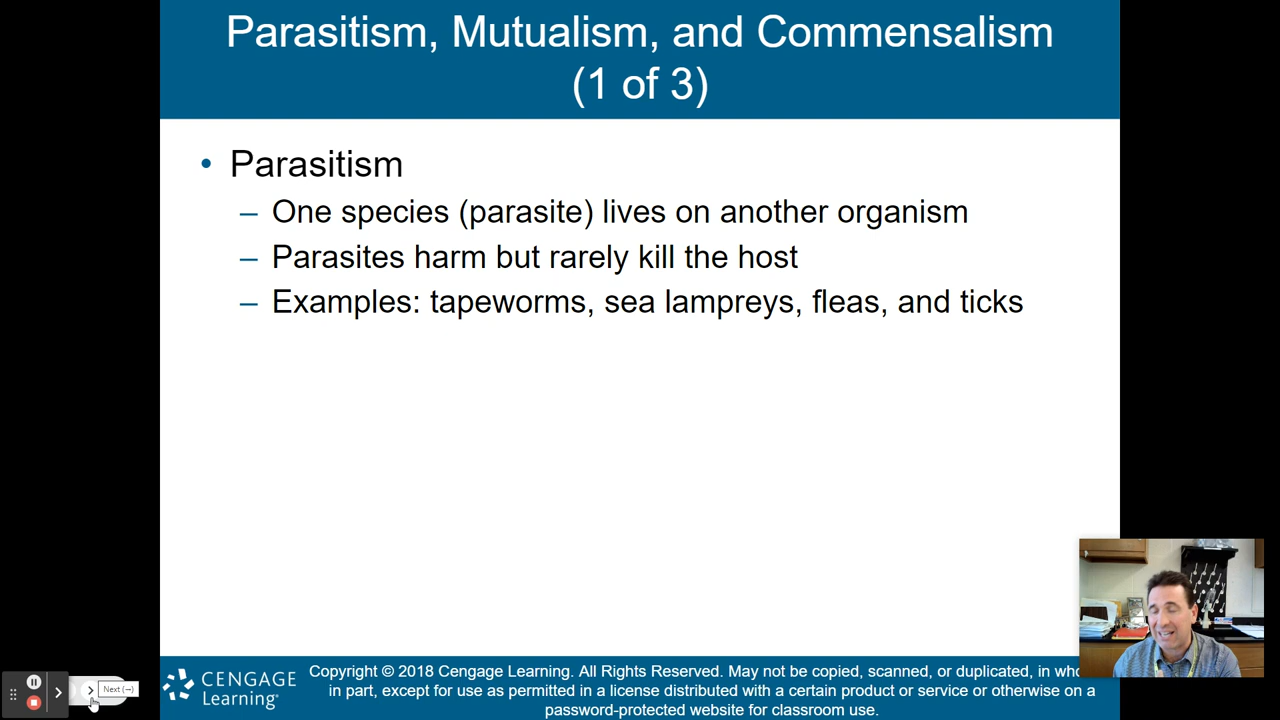 Parasitism, Mutualism, and Commensalism
(1 of 3)
• Parasitism
– One species (parasite) lives on another organism
– Parasites harm but rarely kill the host
– Examples: tapeworms, sea lampreys, fleas, and ticks
CENGAGE
Learning®
Copyright © 2018 Cengage Learning. All Rights Reserved. May not be copied, scanned, or duplicated, in
in part, except for use as permitted in a license distributed with a certain product or service or otherwise on a
password-protected website for classroom use.
Next (→)